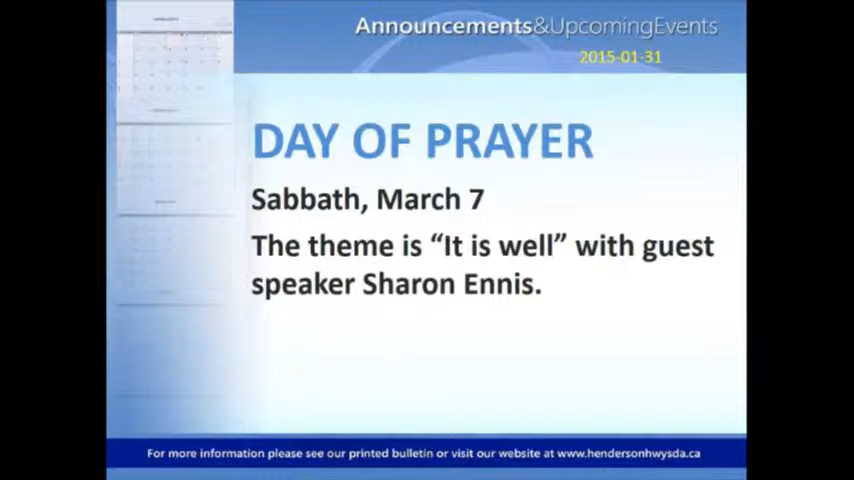 Announcements&UpcomingEvents
2015-01-31
DAY OF PRAYER
Sabbath, March 7
The theme is “It is well” with guest
speaker Sharon Ennis.
For more information please see our printed bulletin or visit our website at www.hendersonhwysda.ca